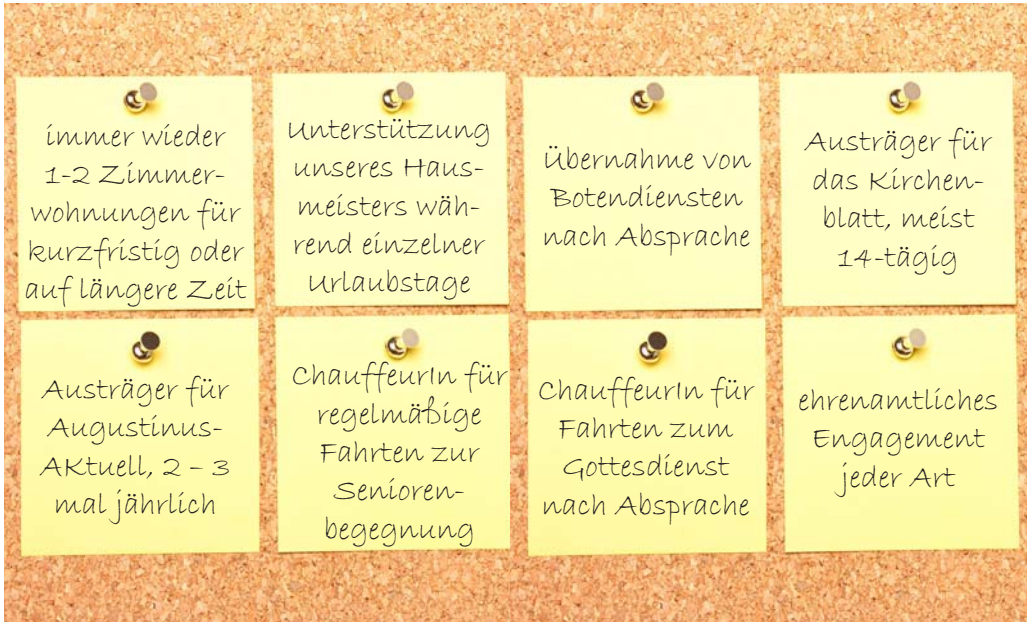 immer wieder
1-2 Zimmer-
wohnungen für
kurzfristig oder
auf längere Zeit
Unterstützung
unseres Haus-
meisters wäh-
rend einzelner
Urlaubstage
Übernahme von
Botendiensten
nach Absprache
Austräger für
das Kirchen-
blatt, meist
14-tägig
Austräger für
Augustinus-
AKtuell, 2 – 3
mal jährlich
ChauffeurIn für
regelmäßige
Fahrten zur
Senioren-
begegnung
ChauffeurIn für
Fahrten zum
Gottesdienst
nach Absprache
ehrenamtliches
Engagement
jeder Art